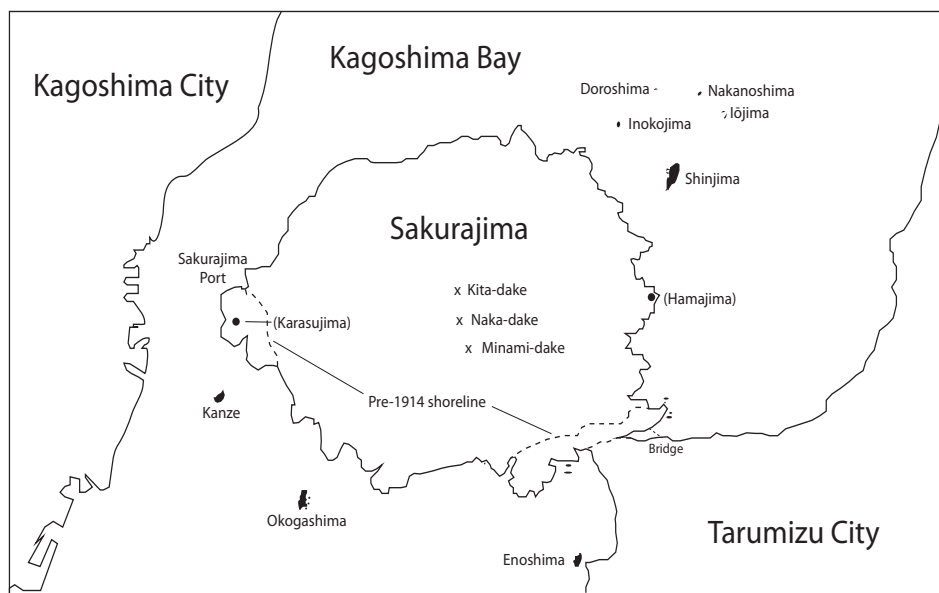 Kagoshima Bay
Kagoshima City
Doroshima
Nakanoshima
Iōjima
Inokojima
Shinjima
Sakurajima
Sakurajima
Port
x Kita-dake
(Hamajima)
(Karasujima)
x Naka-dake
x Minami-dake
Pre-1914 shoreline
Kanze
Bridge
Okogashima
Tarumizu City
Enoshima